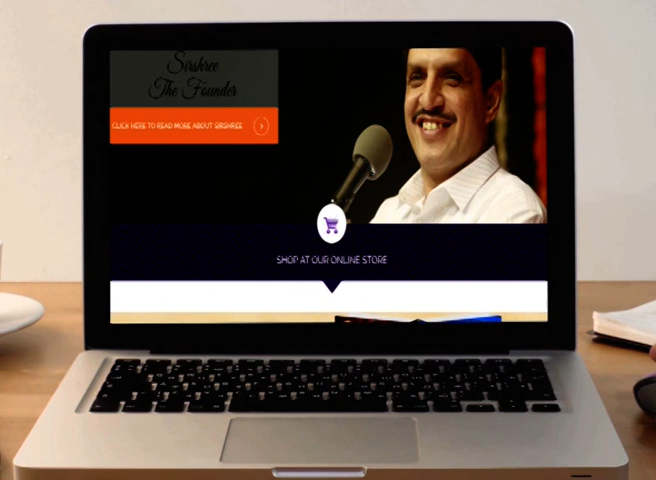 Sirshree
The Founder
CLICK HERE TO READ MORE ABOUT SIRSHREE
SHOP AT OUR ONLINE STORE